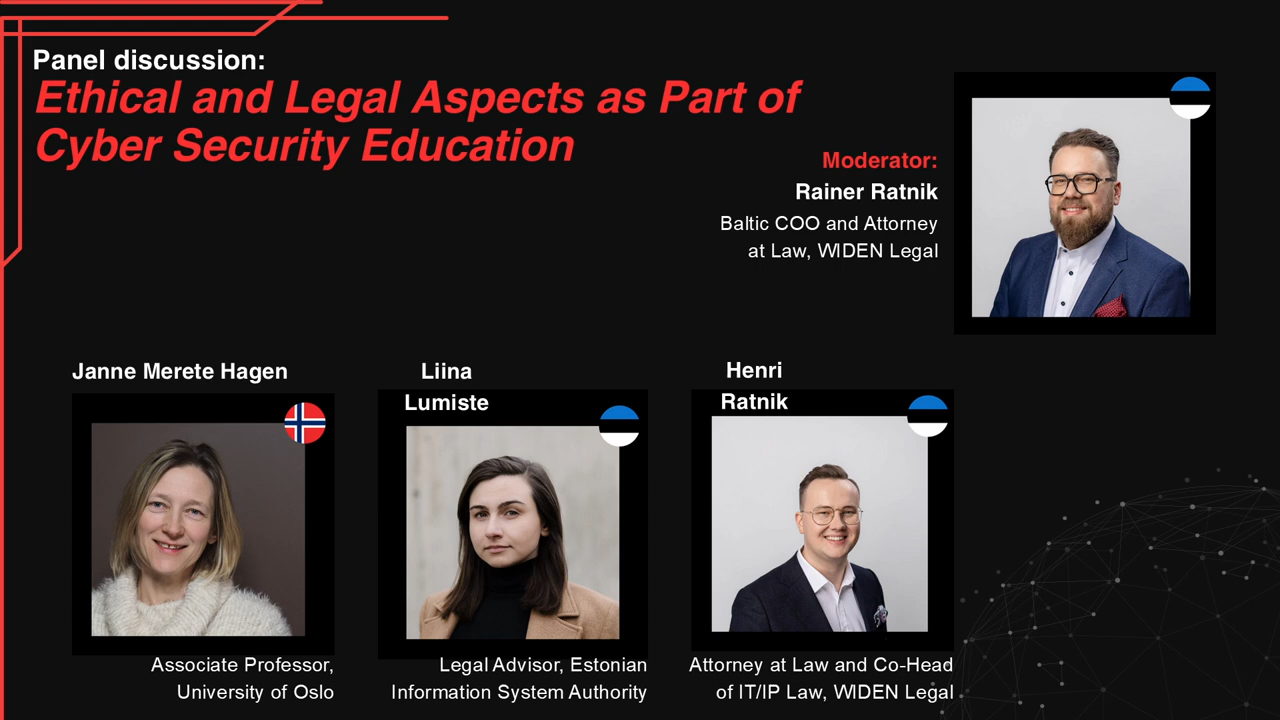 Panel discussion:
Ethical and Legal Aspects as Part of
Cyber Security Education
Moderator:
Rainer Ratnik
Baltic COO and Attorney
at Law, WIDEN Legal
Janne Merete Hagen
Associate Professor,
University of Oslo
Liina
Lumiste
Legal Advisor, Estonian
Information System Authority
Henri
Ratnik
Attorney at Law and Co-Head
of IT/IP Law, WIDEN Legal